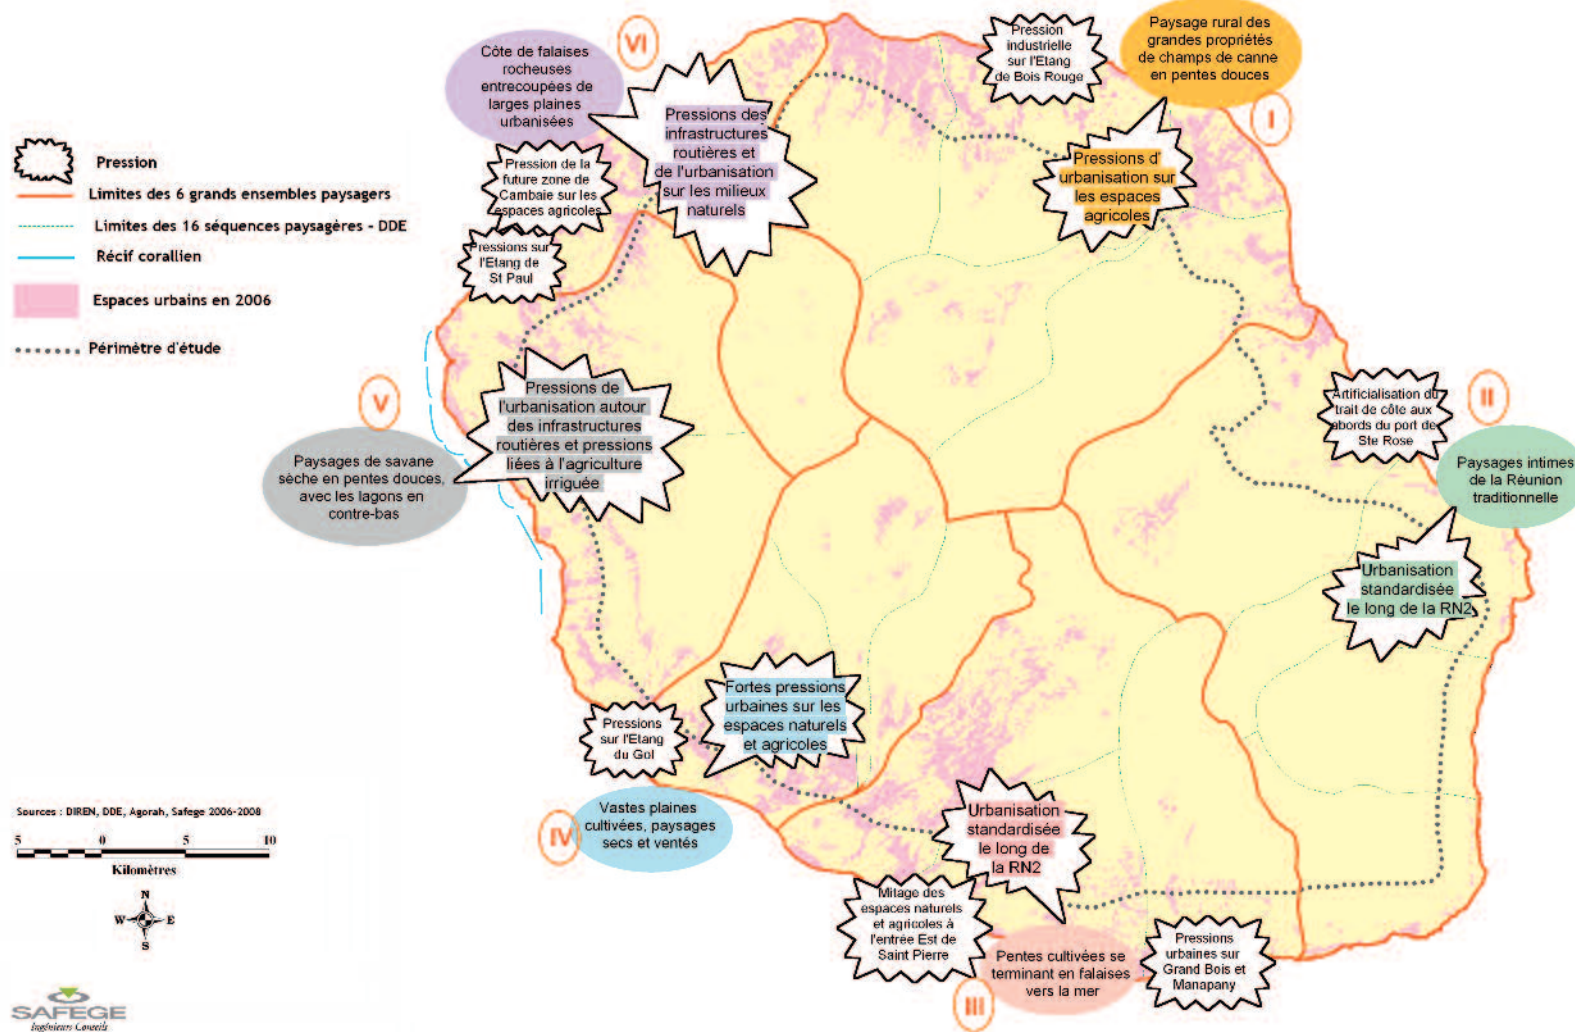 VI
Côte de falaises
rocheuses
entrecoupées de
larges plaines
urbanisées
Pression
industrielle
sur l'Etang
de Bois Rouge
Paysage rural des
grandes propriétés
de champs de canne
en pentes douces
I
Pressions des
infrastructures
routières et
de l'urbanisation
sur les milieux
naturels
Pressions d'
urbanisation sur
les espaces
agricoles
Pression de la
future zone de
Cambaie sur les
espaces agricoles
Pressions sur
l'Etang de
St Paul
Pression
Limites des 6 grands ensembles paysagers
Limites des 16 séquences paysagères - DDE
Récif corallien
Espaces urbains en 2006
Périmètre d'étude
V
Pressions de
l'urbanisation autour
des infrastructures
routières et pressions
liées à l'agriculture
irriguée
Paysages de savane
sèche en pentes douces,
avec les lagons en
contre-bas
Artificialisation du
trait de côte aux
abords du port de
Ste Rose
II
Paysages intimes
de la Réunion
traditionnelle
Urbanisation
standardisée
le long de la RN2
Fortes pressions
urbaines sur les
espaces naturels
et agricoles
Pressions
sur l'Etang
du Gol
IV
Vastes plaines
cultivées, paysages
secs et ventés
Urbanisation
standardisée
le long de
la RN2
Mitage des
espaces naturels
et agricoles à
l'entrée Est de
Saint Pierre
III
Pentes cultivées se
terminant en falaises
vers la mer
Pressions
urbaines sur
Grand Bois et
Manapany
Sources : DIREN, DDE, Agorah, Safege 2006-2008
5 0 5 10
Kilomètres
N
W E
S
SAFEGE
Ingénieurs Conseils